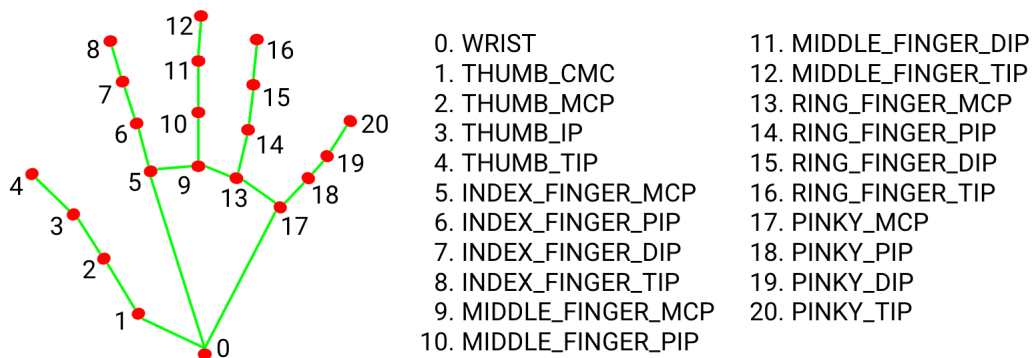 12
8
16
11
7
15
10
20
6
14
19
4
5
9
13
18
3
17
2
1
0
0. WRIST
1. THUMB_CMC
2. THUMB_MCP
3. THUMB_IP
4. THUMB_TIP
5. INDEX_FINGER_MCP
6. INDEX_FINGER_PIP
7. INDEX_FINGER_DIP
8. INDEX_FINGER_TIP
9. MIDDLE_FINGER_MCP
10. MIDDLE_FINGER_PIP
11. MIDDLE_FINGER_DIP
12. MIDDLE_FINGER_TIP
13. RING_FINGER_MCP
14. RING_FINGER_PIP
15. RING_FINGER_DIP
16. RING_FINGER_TIP
17. PINKY_MCP
18. PINKY_PIP
19. PINKY_DIP
20. PINKY_TIP